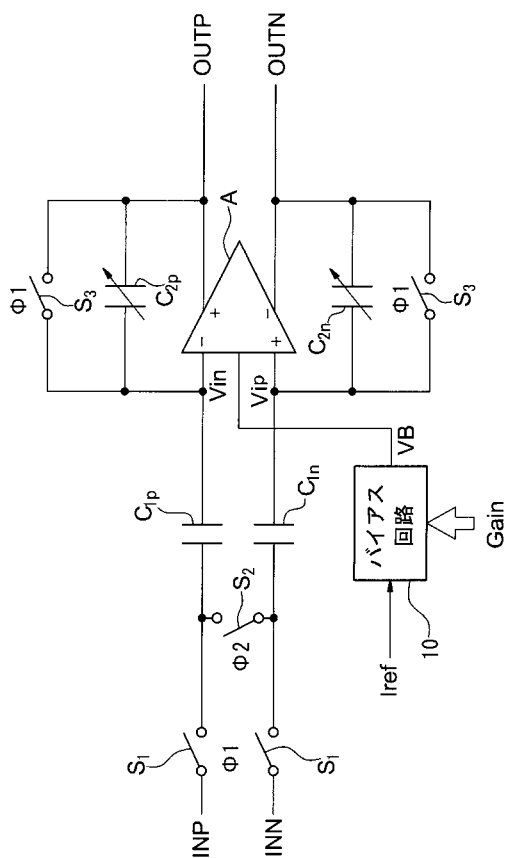 Φ1
S3
C2p
OUTP
A
Vin
C1p
S1
INP
Φ1
Φ2
S2
INN
S1
C1n
Vip
OUTN
C2n
Φ1
S3
VB
Iref
バイアス
回路
10
Gain
+
-
+
-